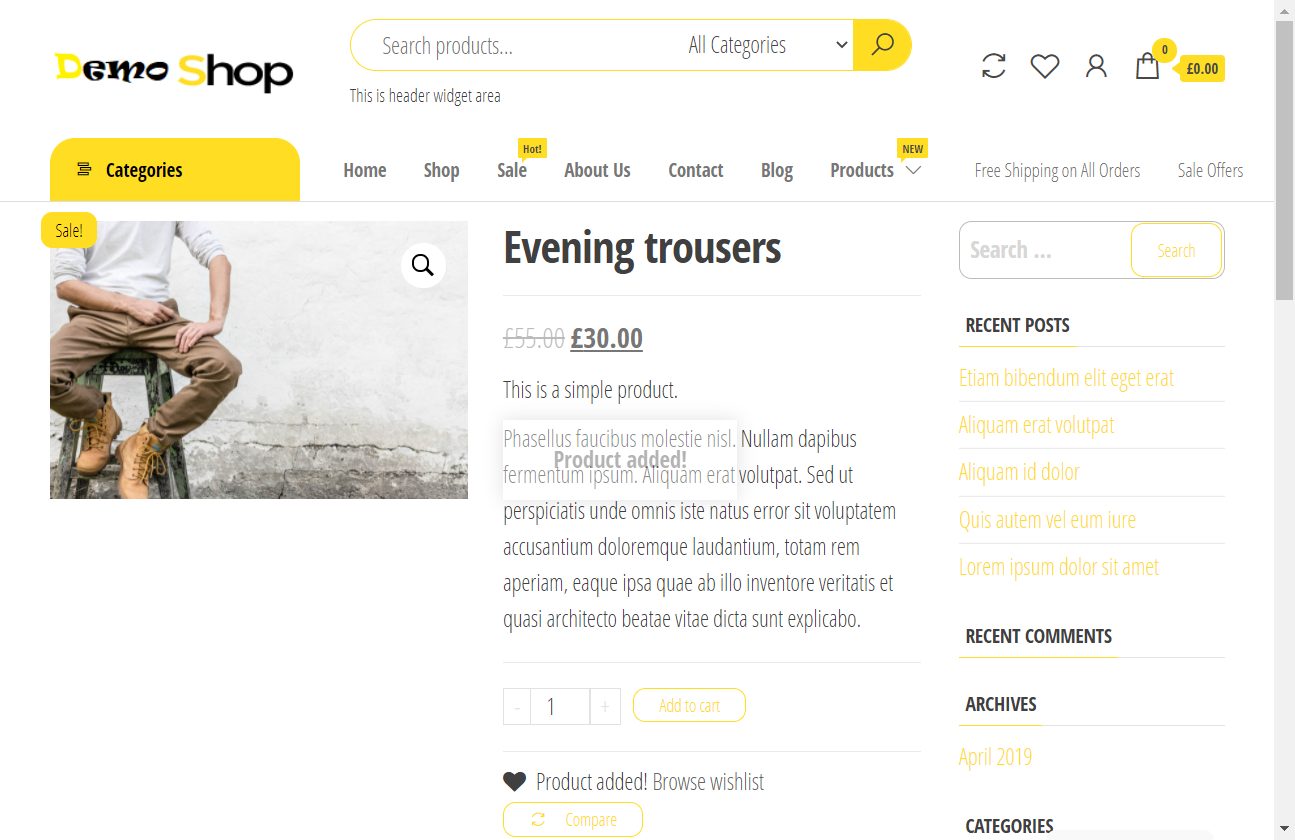 Demo Shop
Search products...
All Categories
This is header widget area
0
£0.00
Categories
Home
Shop
Sale
Hot!
About Us
Contact
Blog
Products
NEW
Free Shipping on All Orders
Sale Offers
Sale!
Evening trousers
£55.00 £30.00
This is a simple product.
Phasellus faucibus molestie nisl. Nullam dapibus
fermentum ipsum. Aliquam erat volutpat. Sed ut
perspiciatis unde omnis iste natus error sit voluptatem
accusantium doloremque laudantium, totam rem
aperiam, eaque ipsa quae ab illo inventore veritatis et
quasi architecto beatae vitae dicta sunt explicabo.
Product added!
- 1 +
Add to cart
Product added! Browse wishlist
Compare
Search ...
Search
RECENT POSTS
Etiam bibendum elit eget erat
Aliquam erat volutpat
Aliquam id dolor
Quis autem vel eum iure
Lorem ipsum dolor sit amet
RECENT COMMENTS
ARCHIVES
April 2019
CATEGORIES